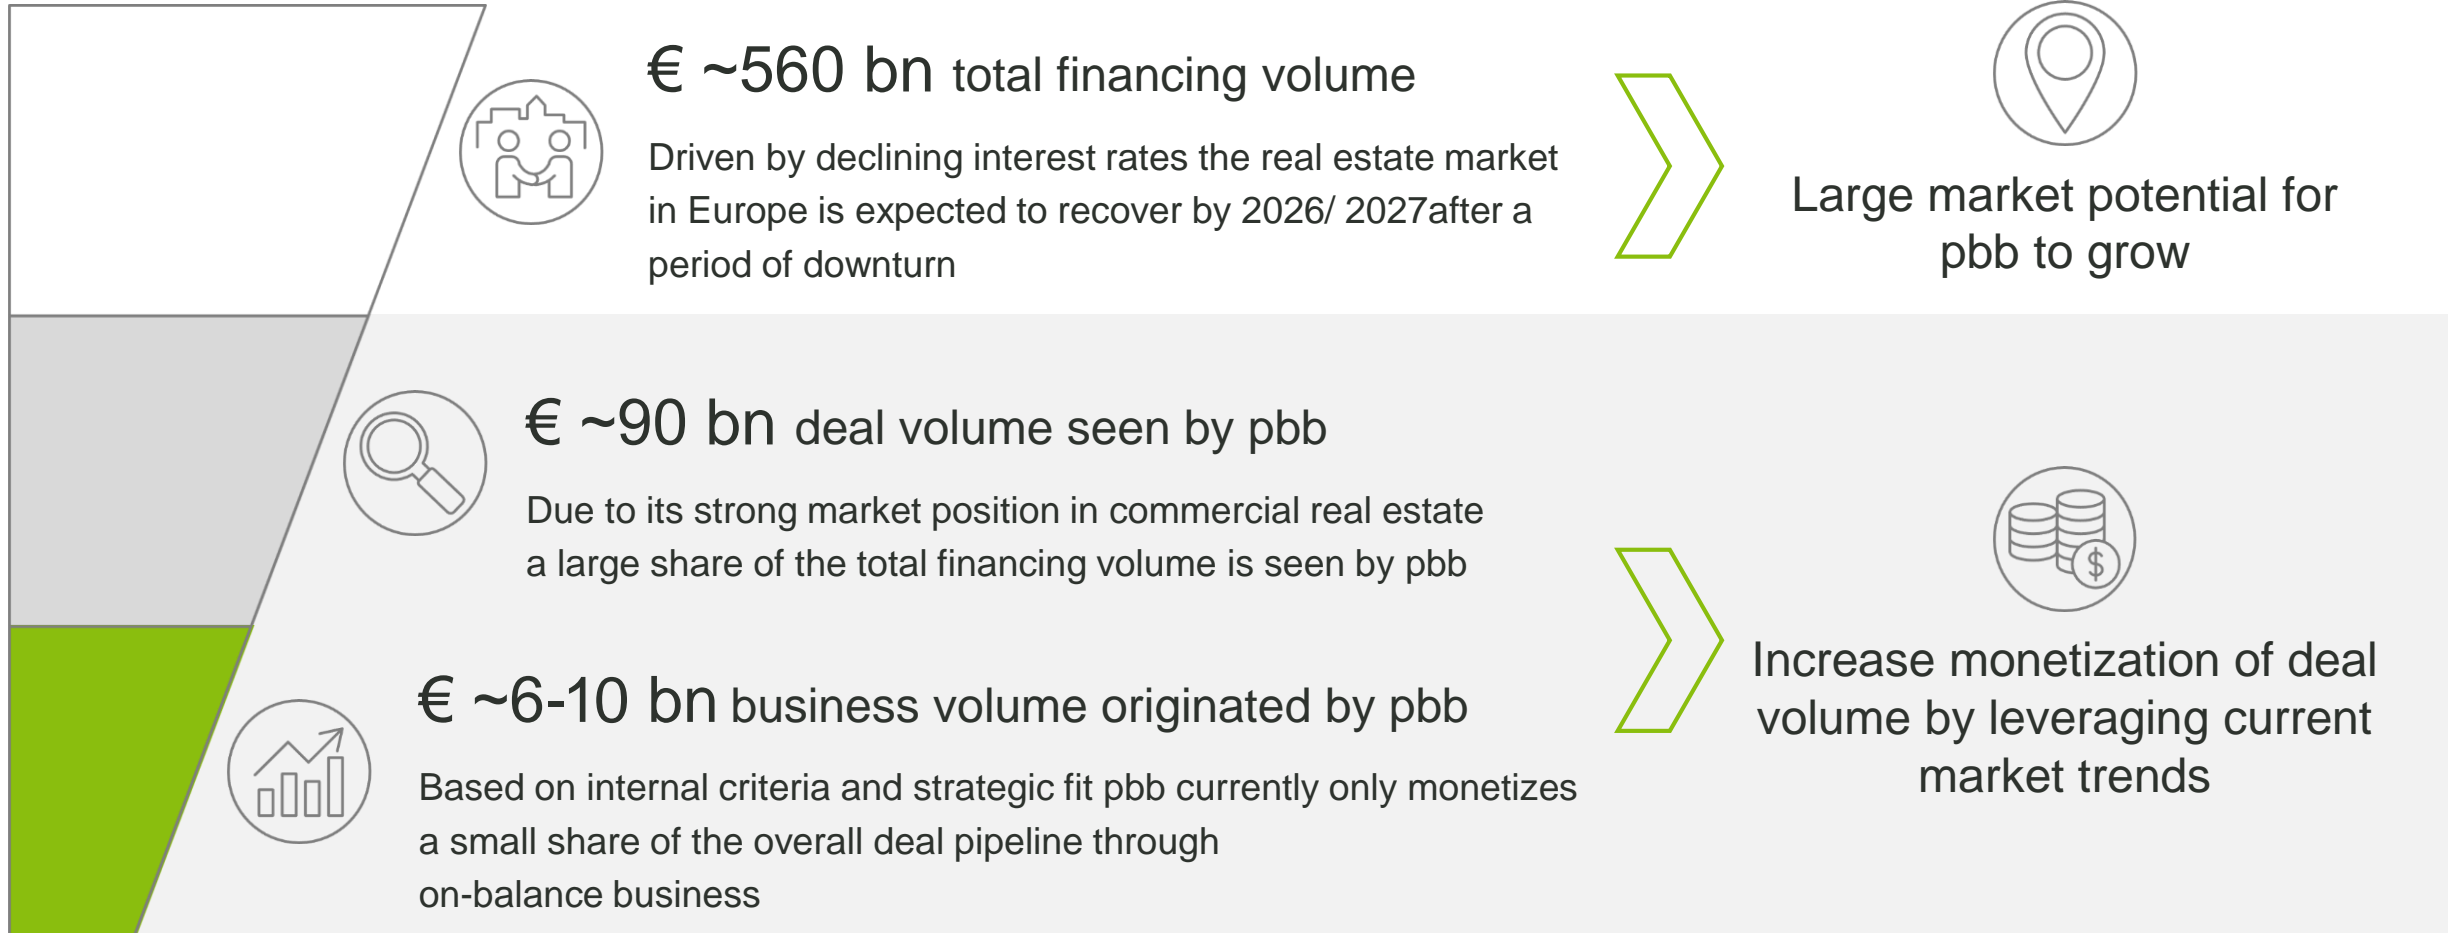 € ~560 bn total financing volume
Driven by declining interest rates the real estate market
in Europe is expected to recover by 2026/ 2027after a
period of downturn
Large market potential for
pbb to grow
€ ~90 bn deal volume seen by pbb
Due to its strong market position in commercial real estate
a large share of the total financing volume is seen by pbb
€ ~6-10 bn business volume originated by pbb
Based on internal criteria and strategic fit pbb currently only monetizes
a small share of the overall deal pipeline through
on-balance business
$
Increase monetization of deal
volume by leveraging current
market trends